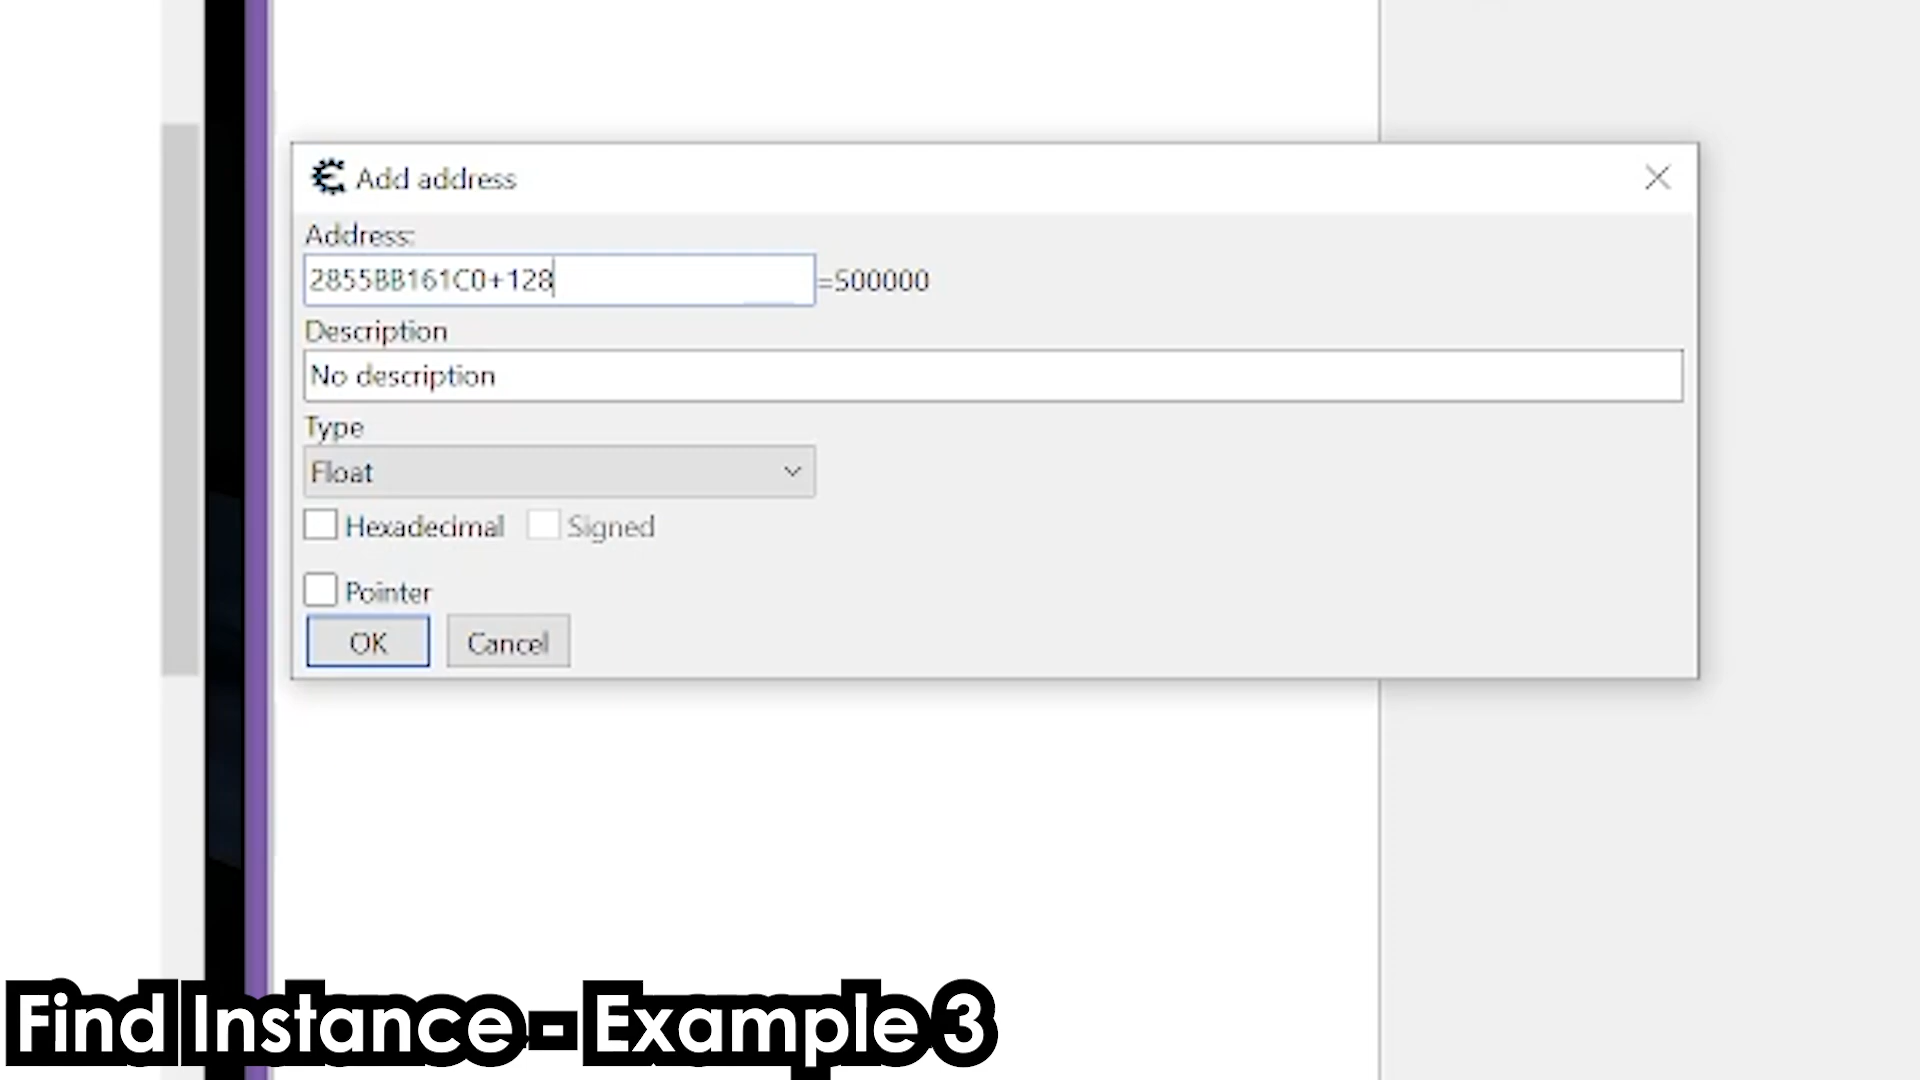 Add address
Address:
2855BB161C0+128
=500000
Description
No description
Type
Float
Hexadecimal Signed
Pointer
OK Cancel
Find Instance - Example 3